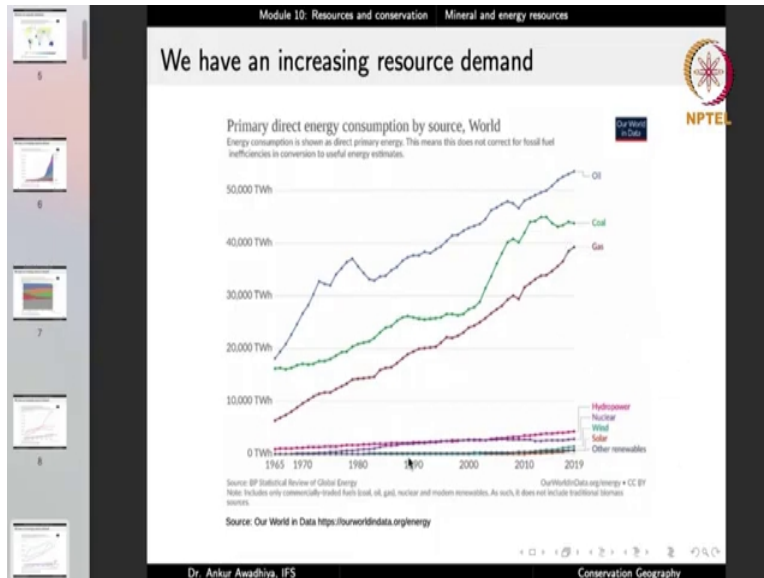 Module 10: Resources and conservation Mineral and energy resources
We have an increasing resource demand
NPTEL
Primary direct energy consumption by source, World
Energy consumption is shown as direct primary energy. This means this does not correct for fossil fuel
inefficiencies in conversion to useful energy estimates.
Our World
in Data
50,000 TWh
40,000 TWh
30,000 TWh
20,000 TWh
10,000 TWh
0 TWh
Oil
Coal
Gas
Hydropower
Nuclear
Wind
Solar
Other renewables
1965 1970 1980 1990 2000 2010 2019
Source: BP Statistical Review of Global Energy OurWorldInData.org/energy • CC BY
Note: Includes only commercially-traded fuels (coal, oil, gas), nuclear and modern renewables. As such, it does not include traditional biomass
sources.
Source: Our World in Data https://ourworldindata.org/energy
Dr. Ankur Awadhiya, IFS Conservation Geography
5
6
7
8